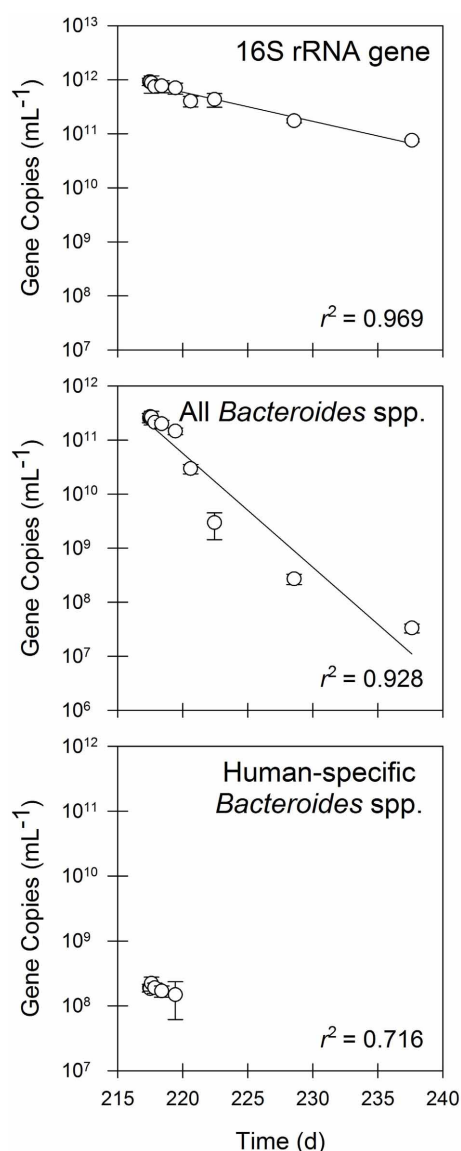 10¹³
16S rRNA gene
10¹²
10¹¹
10¹⁰
10⁹
10⁸
10⁷
Gene Copies (mL⁻¹)
r² = 0.969
10¹²
All Bacteroides spp.
10¹¹
10¹⁰
10⁹
10⁸
10⁷
10⁶
Gene Copies (mL⁻¹)
r² = 0.928
10¹²
Human-specific
Bacteroides spp.
10¹¹
10¹⁰
10⁹
10⁸
10⁷
Gene Copies (mL⁻¹)
r² = 0.716
215 220 225 230 235 240
Time (d)